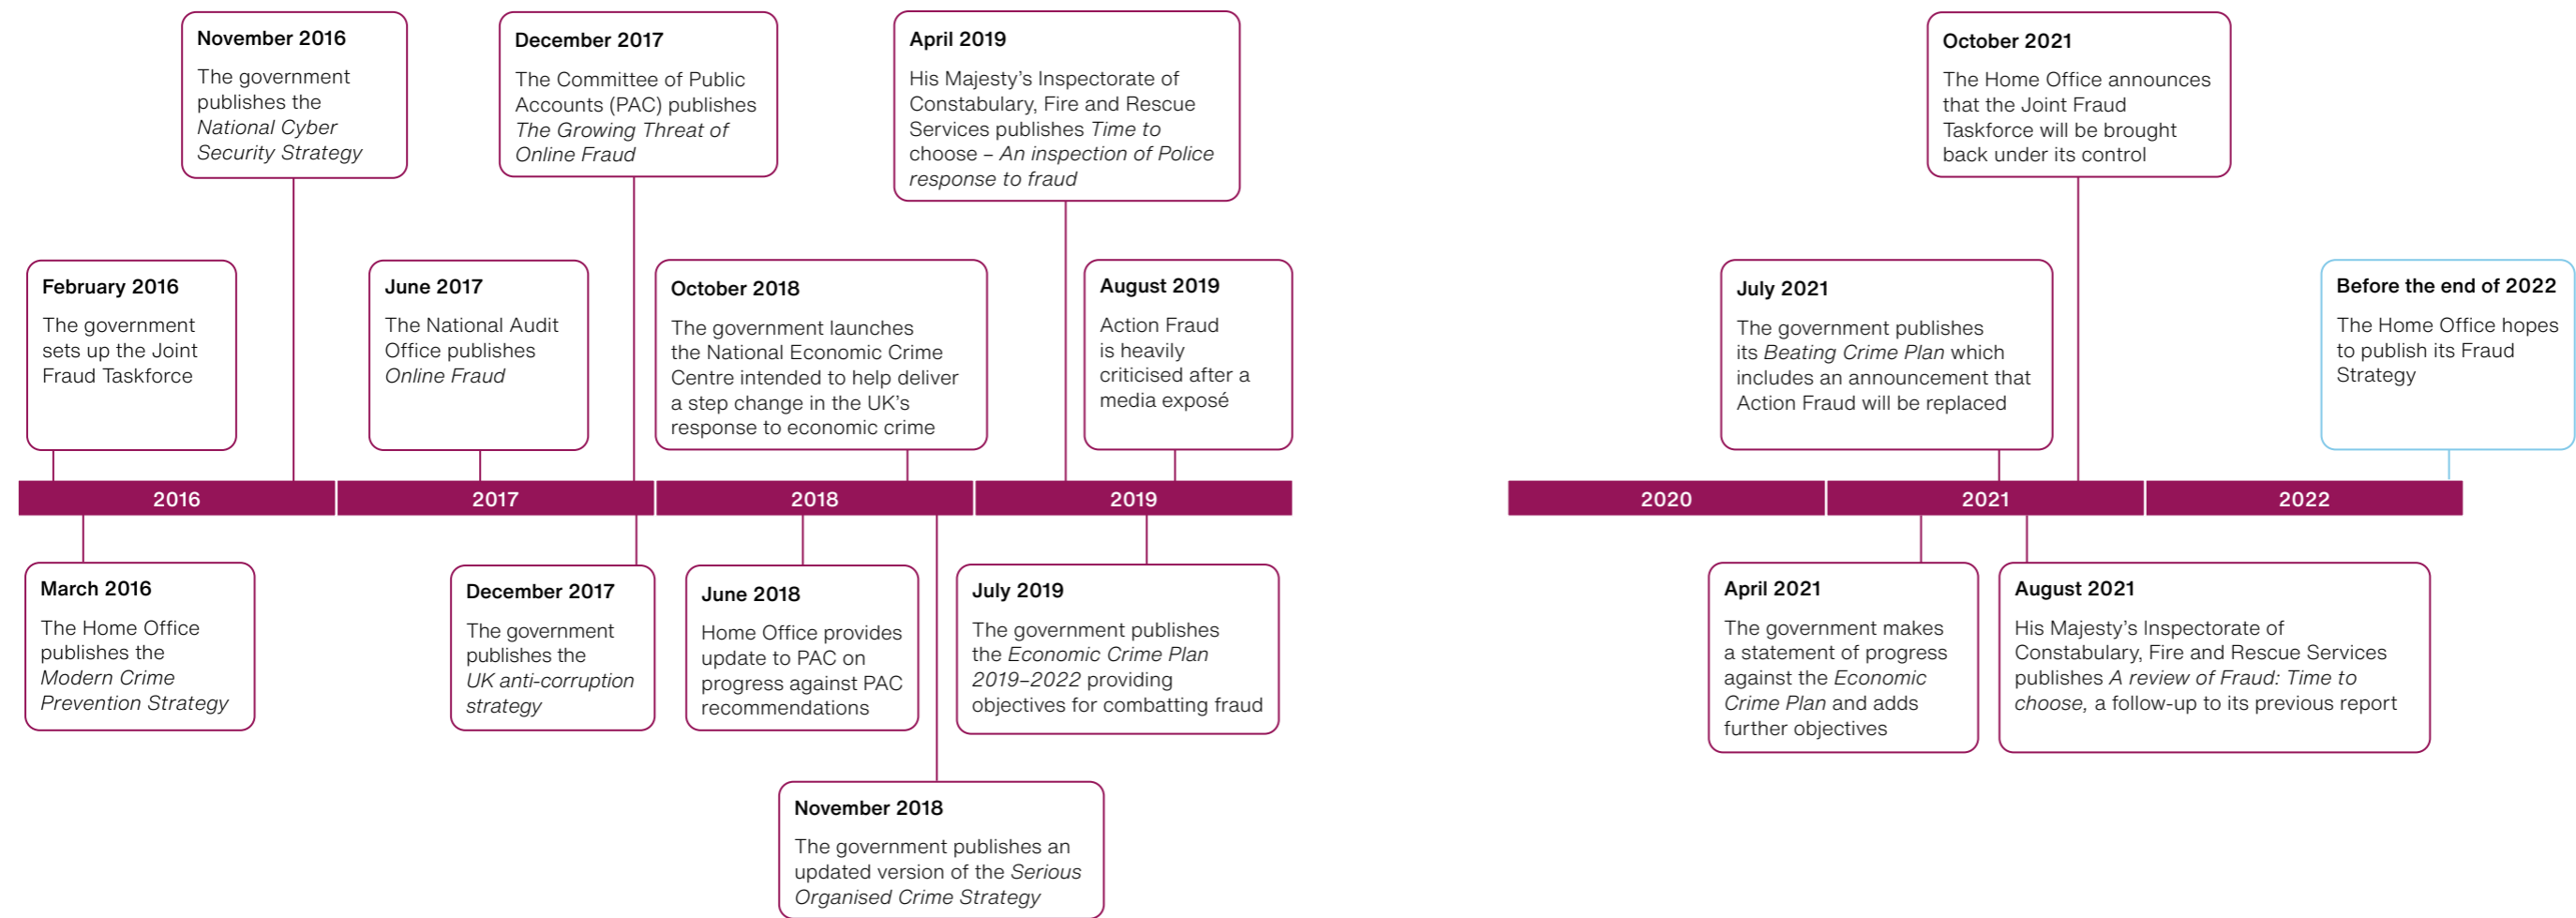 November 2016
The government
publishes the
National Cyber
Security Strategy
December 2017
The Committee of Public
Accounts (PAC) publishes
The Growing Threat of
Online Fraud
April 2019
His Majesty's Inspectorate of
Constabulary, Fire and Rescue
Services publishes Time to
choose – An inspection of Police
response to fraud
October 2021
The Home Office announces
that the Joint Fraud
Taskforce will be brought
back under its control
February 2016
The government
sets up the Joint
Fraud Taskforce
June 2017
The National Audit
Office publishes
Online Fraud
October 2018
The government launches
the National Economic Crime
Centre intended to help deliver
a step change in the UK's
response to economic crime
August 2019
Action Fraud
is heavily
criticised after a
media exposé
July 2021
The government publishes
its Beating Crime Plan which
includes an announcement that
Action Fraud will be replaced
Before the end of 2022
The Home Office hopes
to publish its Fraud
Strategy
2016 2017 2018 2019 2020 2021 2022
March 2016
The Home Office
publishes the
Modern Crime
Prevention Strategy
December 2017
The government
publishes the
UK anti-corruption
strategy
June 2018
Home Office provides
update to PAC on
progress against PAC
recommendations
July 2019
The government publishes
the Economic Crime Plan
2019–2022 providing
objectives for combatting fraud
April 2021
The government makes
a statement of progress
against the Economic
Crime Plan and adds
further objectives
August 2021
His Majesty's Inspectorate of
Constabulary, Fire and Rescue Services
publishes A review of Fraud: Time to
choose, a follow-up to its previous report
November 2018
The government publishes an
updated version of the Serious
Organised Crime Strategy